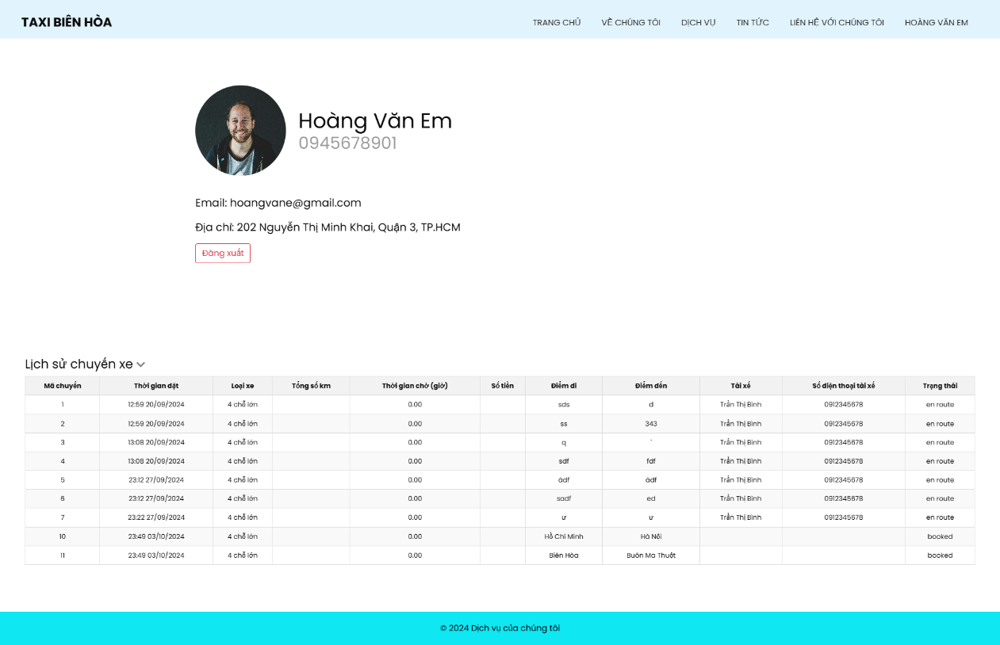 TAXI BIÊN HÒA TRANG CHỦ VỀ CHÚNG TÔI DỊCH VỤ TIN TỨC LIÊN HỆ VỚI CHÚNG TÔI HOÀNG VĂN EM
Hoàng Văn Em
0945678901
Email: hoangvane@gmail.com
Địa chỉ: 202 Nguyễn Thị Minh Khai, Quận 3, TP.HCM
Đăng xuất
Lịch sử chuyến xe
Mã chuyến Thời gian đặt Loại xe Tổng số km Thời gian chờ (giờ) Số tiền Điểm đi Điểm đến Tài xế Số điện thoại tài xế Trạng thái
1 12:59 20/09/2024 4 chỗ lớn 0.00 sds d Trần Thị Bình 0912345678 en route
2 12:59 20/09/2024 4 chỗ lớn 0.00 ss 343 Trần Thị Bình 0912345678 en route
3 13:08 20/09/2024 4 chỗ lớn 0.00 q Trần Thị Bình 0912345678 en route
4 13:08 20/09/2024 4 chỗ lớn 0.00 sdf fdf Trần Thị Bình 0912345678 en route
5 23:12 27/09/2024 4 chỗ lớn 0.00 ádf ádf Trần Thị Bình 0912345678 en route
6 23:12 27/09/2024 4 chỗ lớn 0.00 sadf ed Trần Thị Bình 0912345678 en route
7 23:22 27/09/2024 4 chỗ lớn 0.00 ư ư Trần Thị Bình 0912345678 en route
10 23:49 03/10/2024 4 chỗ lớn 0.00 Hồ Chí Minh Hà Nội booked
11 23:49 03/10/2024 4 chỗ lớn 0.00 Biên Hòa Buôn Ma Thuột booked
© 2024 Dịch vụ của chúng tôi